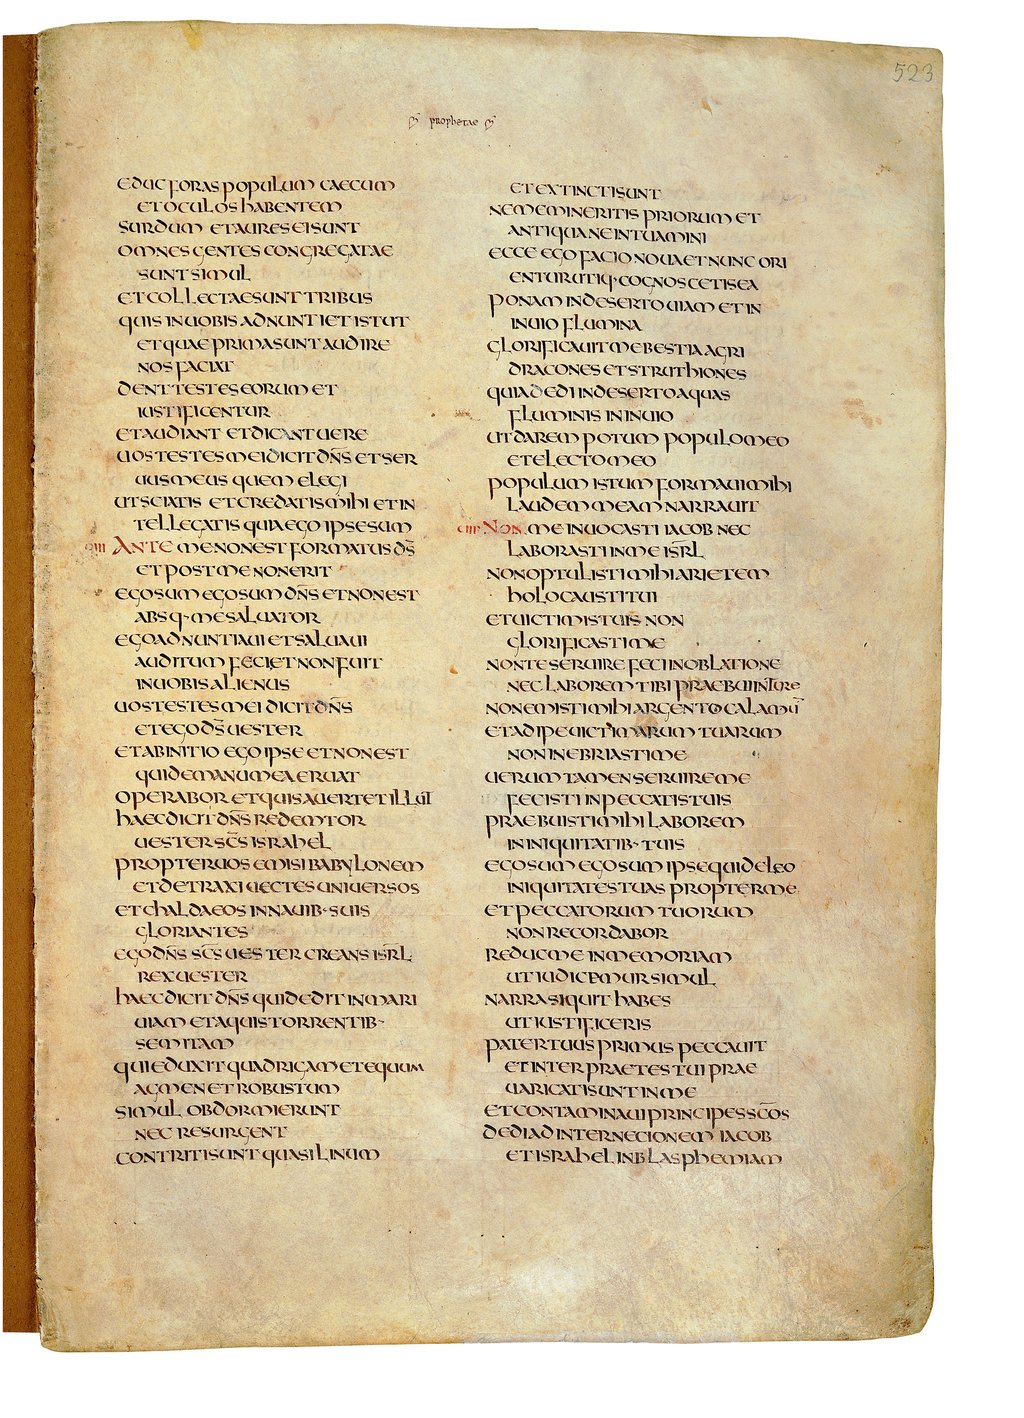 523
prophetae
EDUC FORAS POPULUM CAECUM
ET OCULOS HABENTEM
SURDUM ET AURES EI SUNT
OMNES GENTES CONGREGATAE
SUNT SIMUL
ET COLLECTAE SUNT TRIBUS
QUIS IN UOBIS ADNUNTIET ISTUT
ET QUAE PRIMA SUNT AUDIRE
NOS FACIAT
DENT TESTES EORUM ET
IUSTIFICENTUR
ET AUDIANT ET DICANT UERE
UOS TESTES MEI DICIT DN̄S ET SER
UUS MEUS QUEM ELEGI
UT SCIATIS ET CREDATIS MIHI ET IN
TELLEGATIS QUIA EGO IPSE SUM
ANTE ME NON EST FORMATUS DS̄
ET POST ME NON ERIT
EGO SUM EGO SUM DN̄S ET NON EST
ABSQ· ME SALUATOR
EGO ADNUNTIAUI ET SALUAUI
AUDITUM FECI ET NON FUIT
IN UOBIS ALIENUS
UOS TESTES MEI DICIT DN̄S
ET EGO DS̄ UESTER
ET AB INITIO EGO IPSE ET NON EST
QUI DE MANU MEA ERUAT
OPERABOR ET QUIS AUERTET ILLUT
HAEC DICIT DN̄S REDEMTOR
UESTER SC̄S ISRAHEL
PROPTER UOS EMISI BABYLONEM
ET DETRAXI UECTES UNIUERSOS
ET CHALDAEOS IN NAUIB· SUIS
GLORIANTES
EGO DN̄S SC̄S UESTER CREANS ISR̄L
REX UESTER
HAEC DICIT DN̄S QUI DEDIT IN MARI
UIAM ET AQUIS TORRENTIB·
SEMITAM
QUI EDUXIT QUADRIGAM ET EQUUM
AGMEN ET ROBUSTUM
SIMUL OBDORMIERUNT
NEC RESURGENT
CONTRITI SUNT QUASI LINUM
ET EXTINCTI SUNT
NE MEMINERITIS PRIORUM ET
ANTIQUA NE INTUAMINI
ECCE EGO FACIO NOUA ET NUNC ORI
ENTUR UTIQ· COGNOSCETIS EA
PONAM IN DESERTO UIAM ET IN
INUIO FLUMINA
GLORIFICAUIT ME BESTIA AGRI
DRACONES ET STRUTHIONES
QUIA DEDI IN DESERTO AQUAS
FLUMINIS IN INUIO
UT DAREM POTUM POPULO MEO
ET ELECTO MEO
POPULUM ISTUM FORMAUI MIHI
LAUDEM MEAM NARRAUIT
NON ME INUOCASTI IACOB NEC
LABORASTI IN ME ISR̄L
NON OPTULISTI MIHI ARIETEM
HOLOCAUSTI TUI
ET UICTIMIS TUIS NON
GLORIFICASTI ME
NON TE SERUIRE FECI IN OBLATIONE
NEC LABOREM TIBI PRAEBUI IN TURE
NON EMISTI MIHI ARGENTO CALAMU̅
ET ADIPE UICTIMARUM TUARUM
NON INEBRIASTI ME
UERUMTAMEN SERUIRE ME
FECISTI IN PECCATIS TUIS
PRAEBUISTI MIHI LABOREM
IN INIQUITATIB· TUIS
EGO SUM EGO SUM IPSE QUI DELEO
INIQUITATES TUAS PROPTER ME
ET PECCATORUM TUORUM
NON RECORDABOR
REDUC ME IN MEMORIAM
UT IUDICEMUR SIMUL
NARRA SI QUIT HABES
UT IUSTIFICERIS
PATER TUUS PRIMUS PECCAUIT
ET INTERPRAETES TUI PRAE
UARICATI SUNT IN ME
ET CONTAMINAUI PRINCIPES SC̄OS
DEDI AD INTERNECIONEM IACOB
ET ISRAHEL IN BLASPHEMIAM